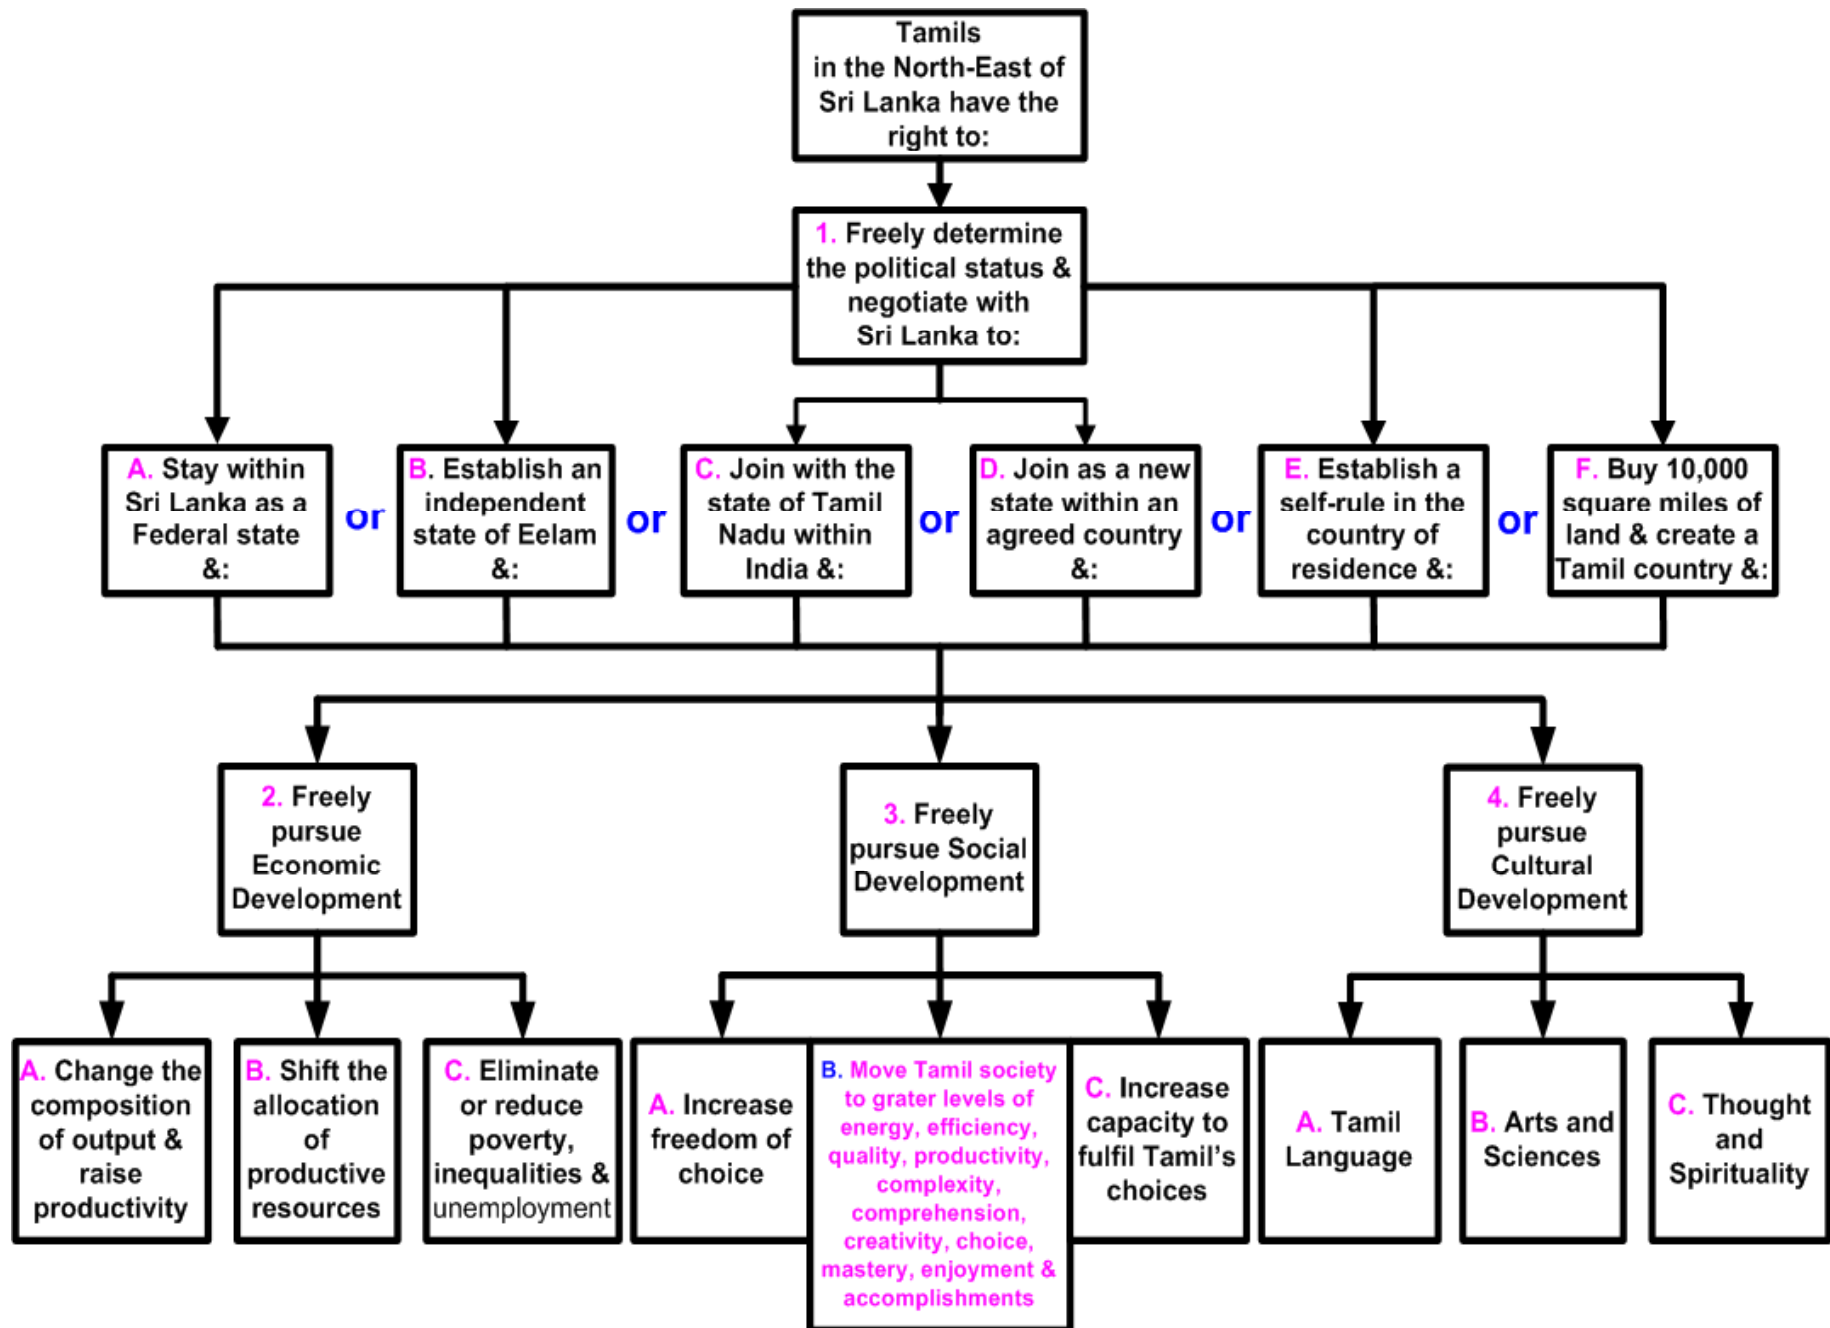 Tamils
in the North-East of
Sri Lanka have the
right to:
1. Freely determine
the political status &
negotiate with
Sri Lanka to:
A. Stay within
Sri Lanka as a
Federal state
&:
or
B. Establish an
independent
state of Eelam
&:
or
C. Join with the
state of Tamil
Nadu within
India &:
or
D. Join as a new
state within an
agreed country
&:
or
E. Establish a
self-rule in the
country of
residence &:
or
F. Buy 10,000
square miles of
land & create a
Tamil country &:
2. Freely
pursue
Economic
Development
3. Freely
pursue Social
Development
4. Freely
pursue
Cultural
Development
A. Change the
composition
of output &
raise
productivity
B. Shift the
allocation
of
productive
resources
C. Eliminate
or reduce
poverty,
inequalities &
unemployment
A. Increase
freedom of
choice
B. Move Tamil society
to grater levels of
energy, efficiency,
quality, productivity,
complexity,
comprehension,
creativity, choice,
mastery, enjoyment &
accomplishments
C. Increase
capacity to
fulfil Tamil's
choices
A. Tamil
Language
B. Arts and
Sciences
C. Thought
and
Spirituality